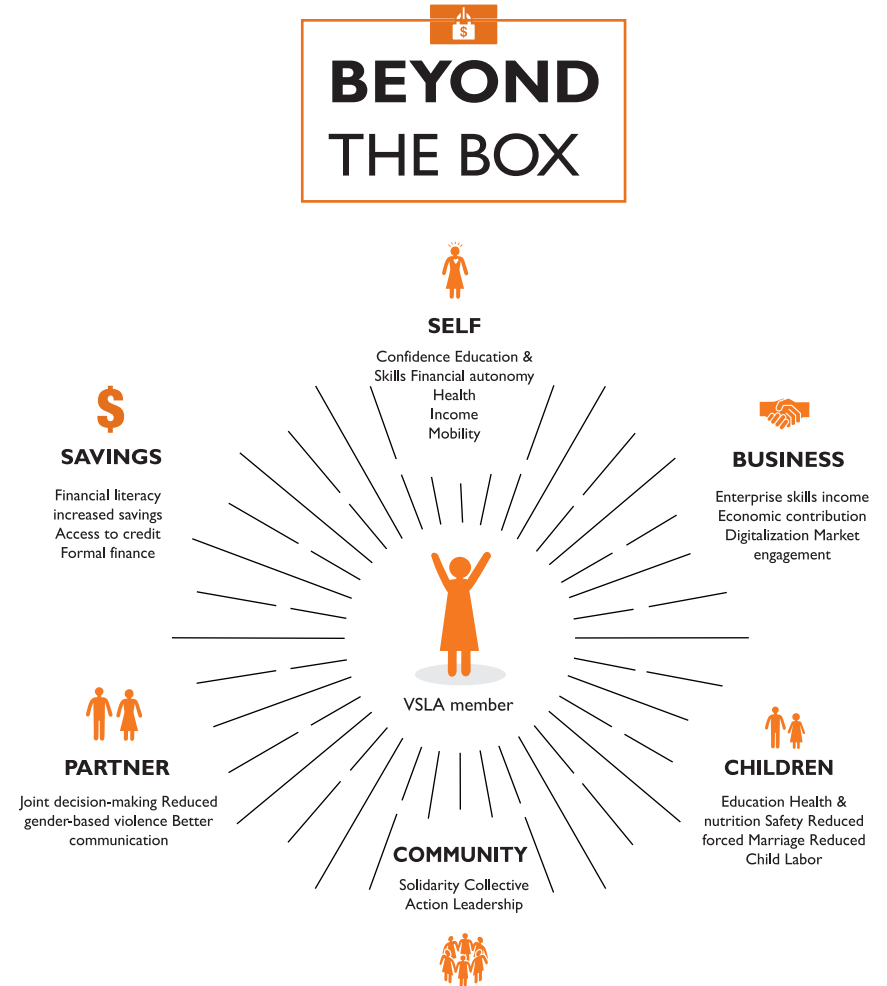 $
BEYOND
THE BOX
SELF
Confidence Education &
Skills Financial autonomy
Health
Income
Mobility
$
SAVINGS
Financial literacy
increased savings
Access to credit
Formal finance
BUSINESS
Enterprise skills income
Economic contribution
Digitalization Market
engagement
VSLA member
PARTNER
Joint decision-making Reduced
gender-based violence Better
communication
CHILDREN
Education Health &
nutrition Safety Reduced
forced Marriage Reduced
Child Labor
COMMUNITY
Solidarity Collective
Action Leadership